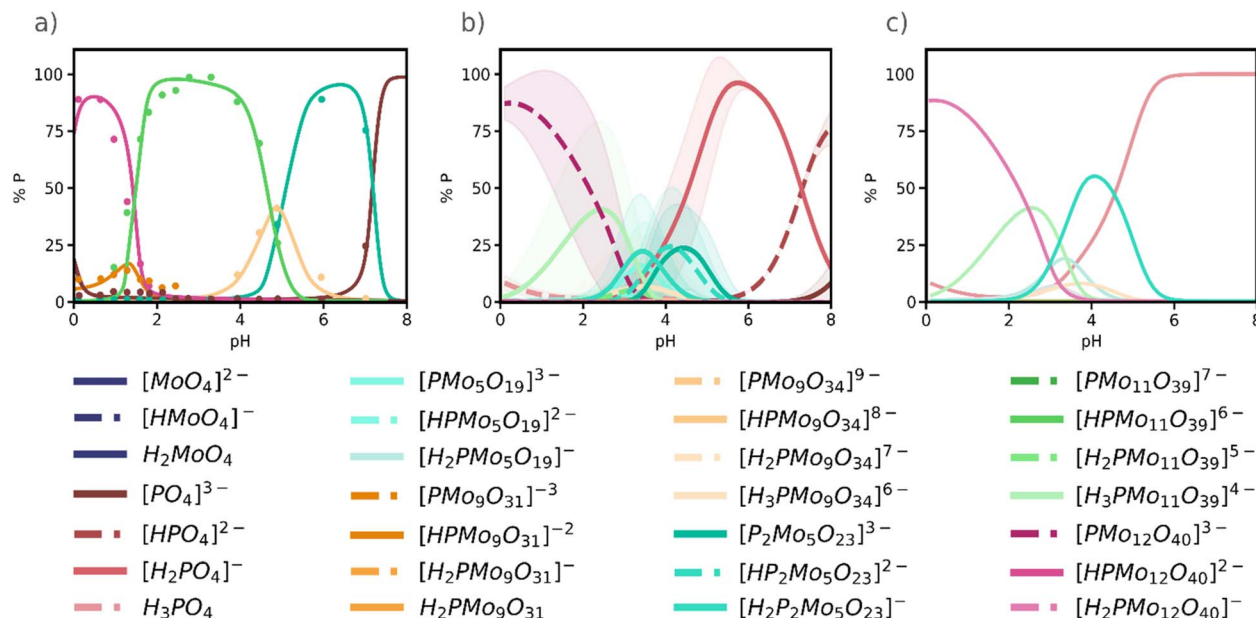 a) b) c)
100 100 100
75 75 75
50 50 50
25 25 25
0 0 0
% P % P % P
0 2 4 6 8 0 2 4 6 8 0 2 4 6 8
pH pH pH
[MoO₄]²⁻ [PMo₅O₁₉]³⁻ [PMo₉O₃₄]⁹⁻ [PMo₁₁O₃₉]⁷⁻
[HMoO₄]⁻ [HPMo₅O₁₉]²⁻ [HPMo₉O₃₄]⁸⁻ [HPMo₁₁O₃₉]⁶⁻
H₂MoO₄ [H₂PMo₅O₁₉]⁻ [H₂PMo₉O₃₄]⁷⁻ [H₂PMo₁₁O₃₉]⁵⁻
[PO₄]³⁻ [PMo₉O₃₁]⁻³ [H₃PMo₉O₃₄]⁶⁻ [H₃PMo₁₁O₃₉]⁴⁻
[HPO₄]²⁻ [HPMo₉O₃₁]⁻² [P₂Mo₅O₂₃]³⁻ [PMo₁₂O₄₀]³⁻
[H₂PO₄]⁻ [H₂PMo₉O₃₁]⁻ [HP₂Mo₅O₂₃]²⁻ [HPMo₁₂O₄₀]²⁻
H₃PO₄ H₂PMo₉O₃₁ [H₂P₂Mo₅O₂₃]⁻ [H₂PMo₁₂O₄₀]⁻